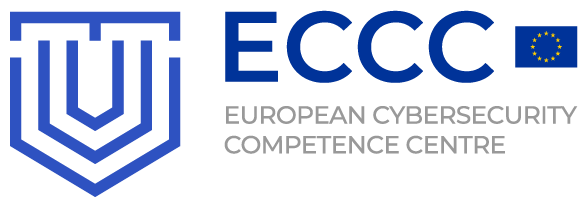 ECCC
EUROPEAN CYBERSECURITY
COMPETENCE CENTRE